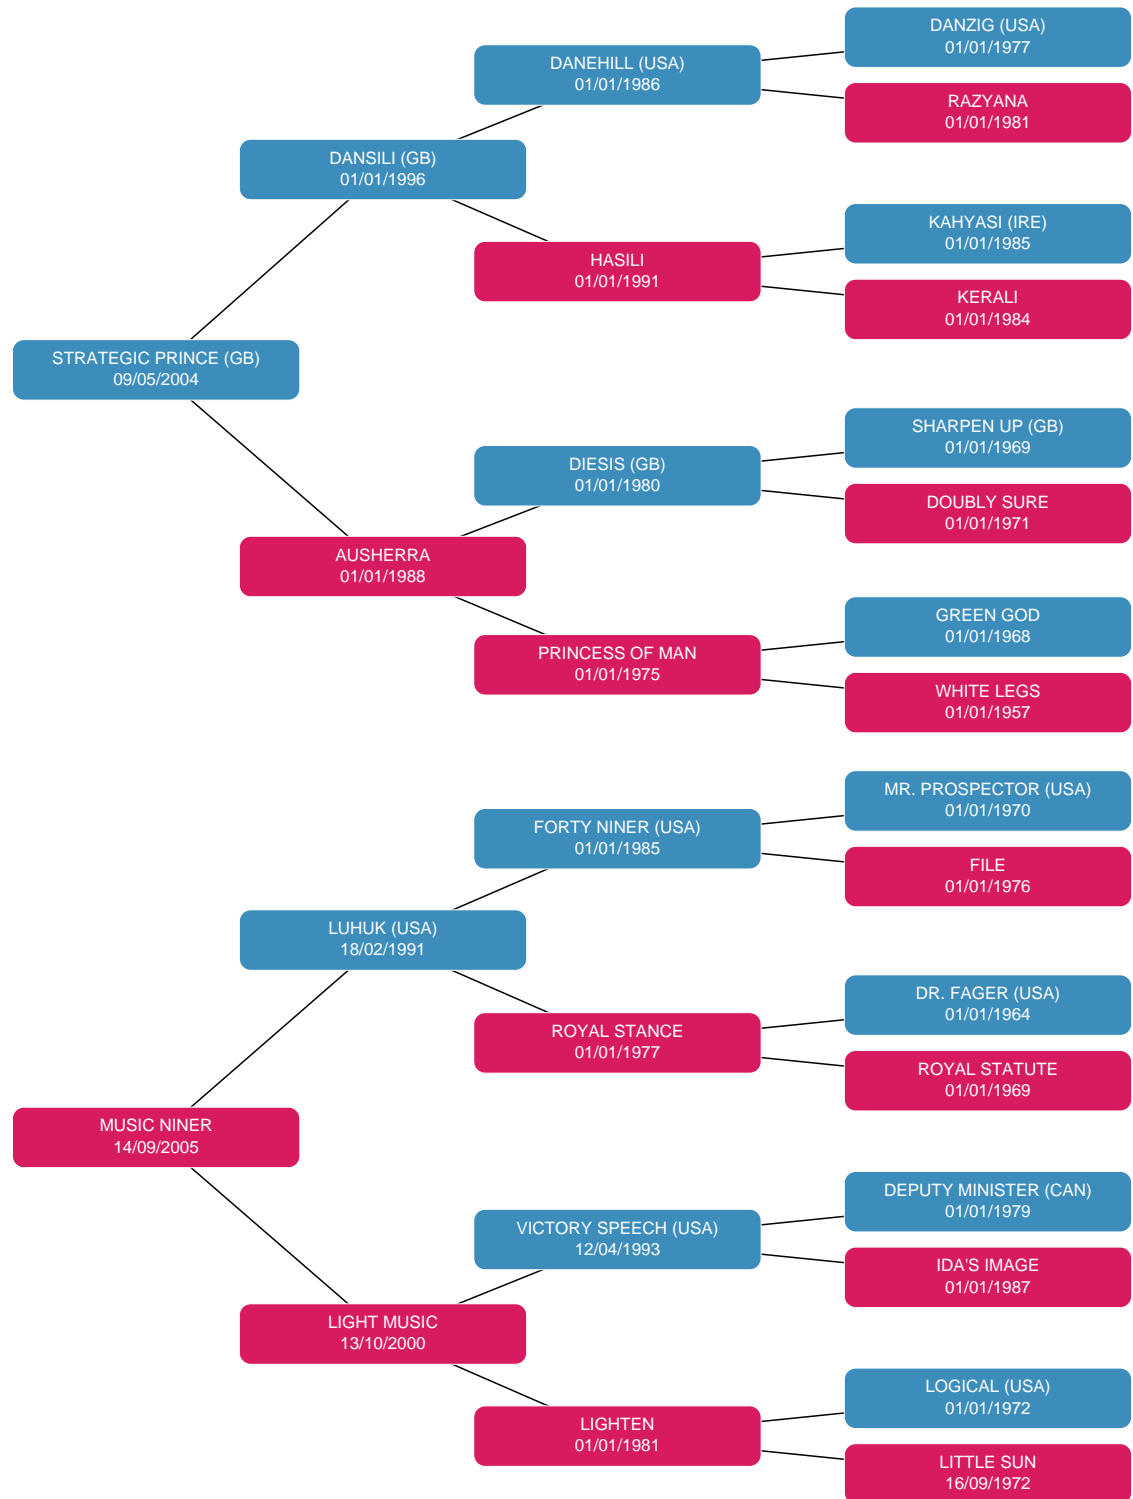 DANZIG (USA)
01/01/1977
DANEHILL (USA)
01/01/1986
RAZYANA
01/01/1981
DANSILI (GB)
01/01/1996
KAHYASI (IRE)
01/01/1985
HASILI
01/01/1991
KERALI
01/01/1984
STRATEGIC PRINCE (GB)
09/05/2004
SHARPEN UP (GB)
01/01/1969
DIESIS (GB)
01/01/1980
DOUBLY SURE
01/01/1971
AUSHERRA
01/01/1988
GREEN GOD
01/01/1968
PRINCESS OF MAN
01/01/1975
WHITE LEGS
01/01/1957
MR. PROSPECTOR (USA)
01/01/1970
FORTY NINER (USA)
01/01/1985
FILE
01/01/1976
LUHUK (USA)
18/02/1991
DR. FAGER (USA)
01/01/1964
ROYAL STANCE
01/01/1977
ROYAL STATUTE
01/01/1969
MUSIC NINER
14/09/2005
DEPUTY MINISTER (CAN)
01/01/1979
VICTORY SPEECH (USA)
12/04/1993
IDA'S IMAGE
01/01/1987
LIGHT MUSIC
13/10/2000
LOGICAL (USA)
01/01/1972
LIGHTEN
01/01/1981
LITTLE SUN
16/09/1972